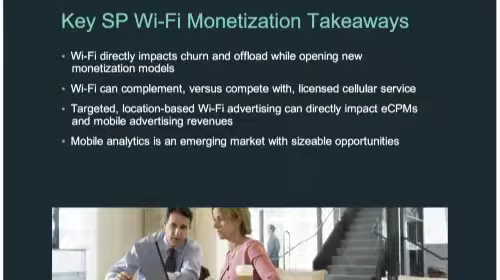 Key SP Wi-Fi Monetization Takeaways
• Wi-Fi directly impacts churn and offload while opening new
monetization models
• Wi-Fi can complement, versus compete with, licensed cellular service
• Targeted, location-based Wi-Fi advertising can directly impact eCPMs
and mobile advertising revenues
• Mobile analytics is an emerging market with sizeable opportunities